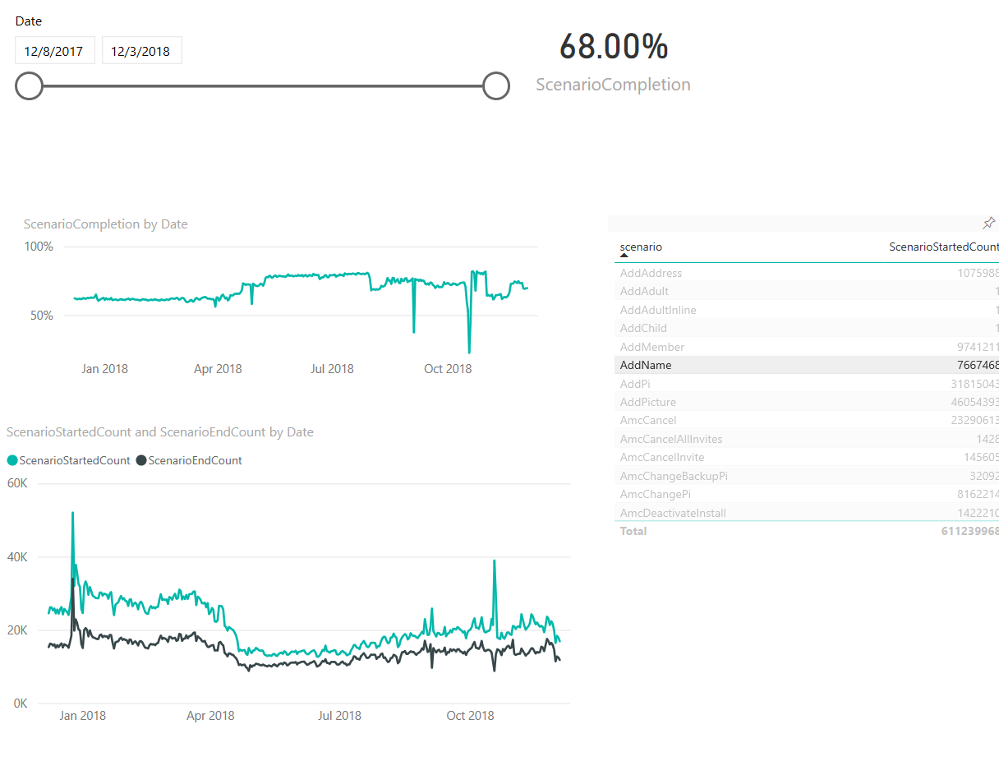 Date
12/8/2017 12/3/2018
68.00%
ScenarioCompletion
ScenarioCompletion by Date
100%
50%
Jan 2018 Apr 2018 Jul 2018 Oct 2018
ScenarioStartedCount and ScenarioEndCount by Date
ScenarioStartedCount ScenarioEndCount
60K
40K
20K
0K
Jan 2018 Apr 2018 Jul 2018 Oct 2018
scenario ScenarioStartedCount
AddAddress 1075988
AddAdult 1
AddAdultInline 1
AddChild 1
AddMember 9741211
AddName 7667468
AddPi 31815043
AddPicture 46054393
AmcCancel 23290613
AmcCancelAllInvites 1428
AmcCancelInvite 145605
AmcChangeBackupPi 32092
AmcChangePi 8162214
AmcDeactivateInstall 1422210
Total 611239968